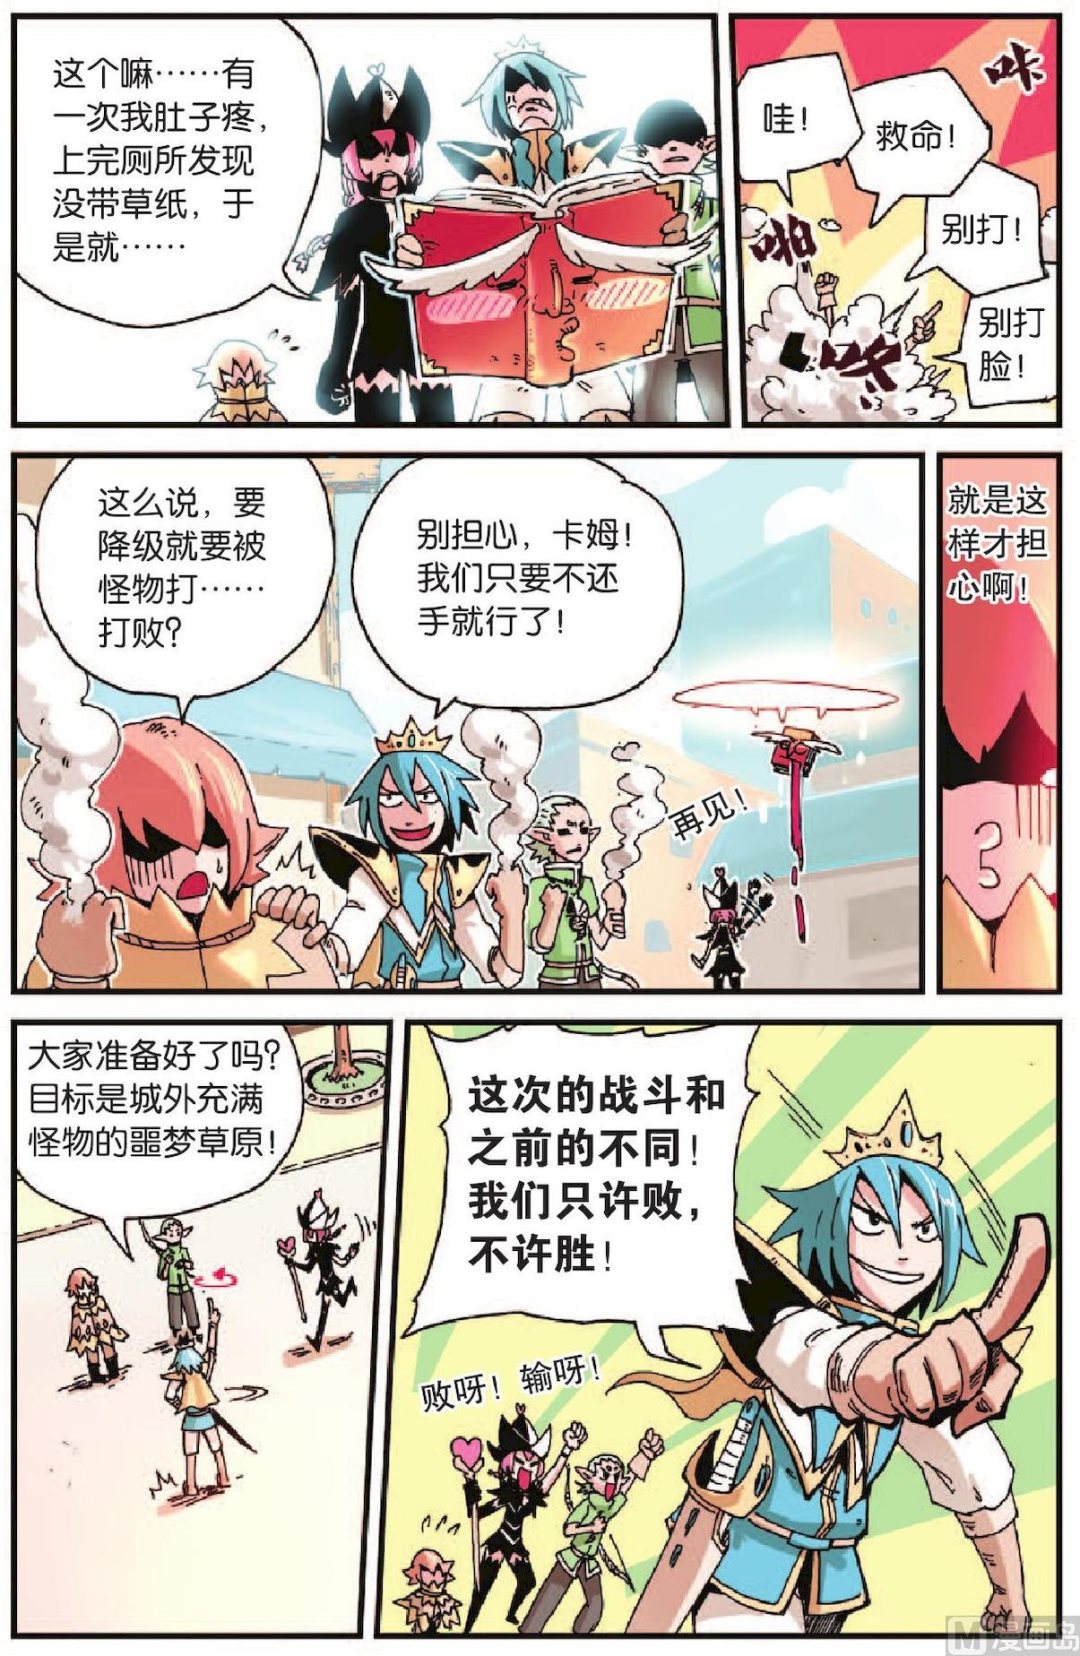 这个嘛……有
一次我肚子疼，
上完厕所发现
没带草纸，于
是就……
咔
哇！
救命！
别打！
啪
别打
脸！
咚
这么说，要
降级就要被
怪物打……
打败？
别担心，卡姆！
我们只要不还
手就行了！
再见！
就是这
样才担
心啊！
大家准备好了吗？
目标是城外充满
怪物的噩梦草原！
这次的战斗和
之前的不同！
我们只许败，
不许胜！
败呀！输呀！
M漫画岛